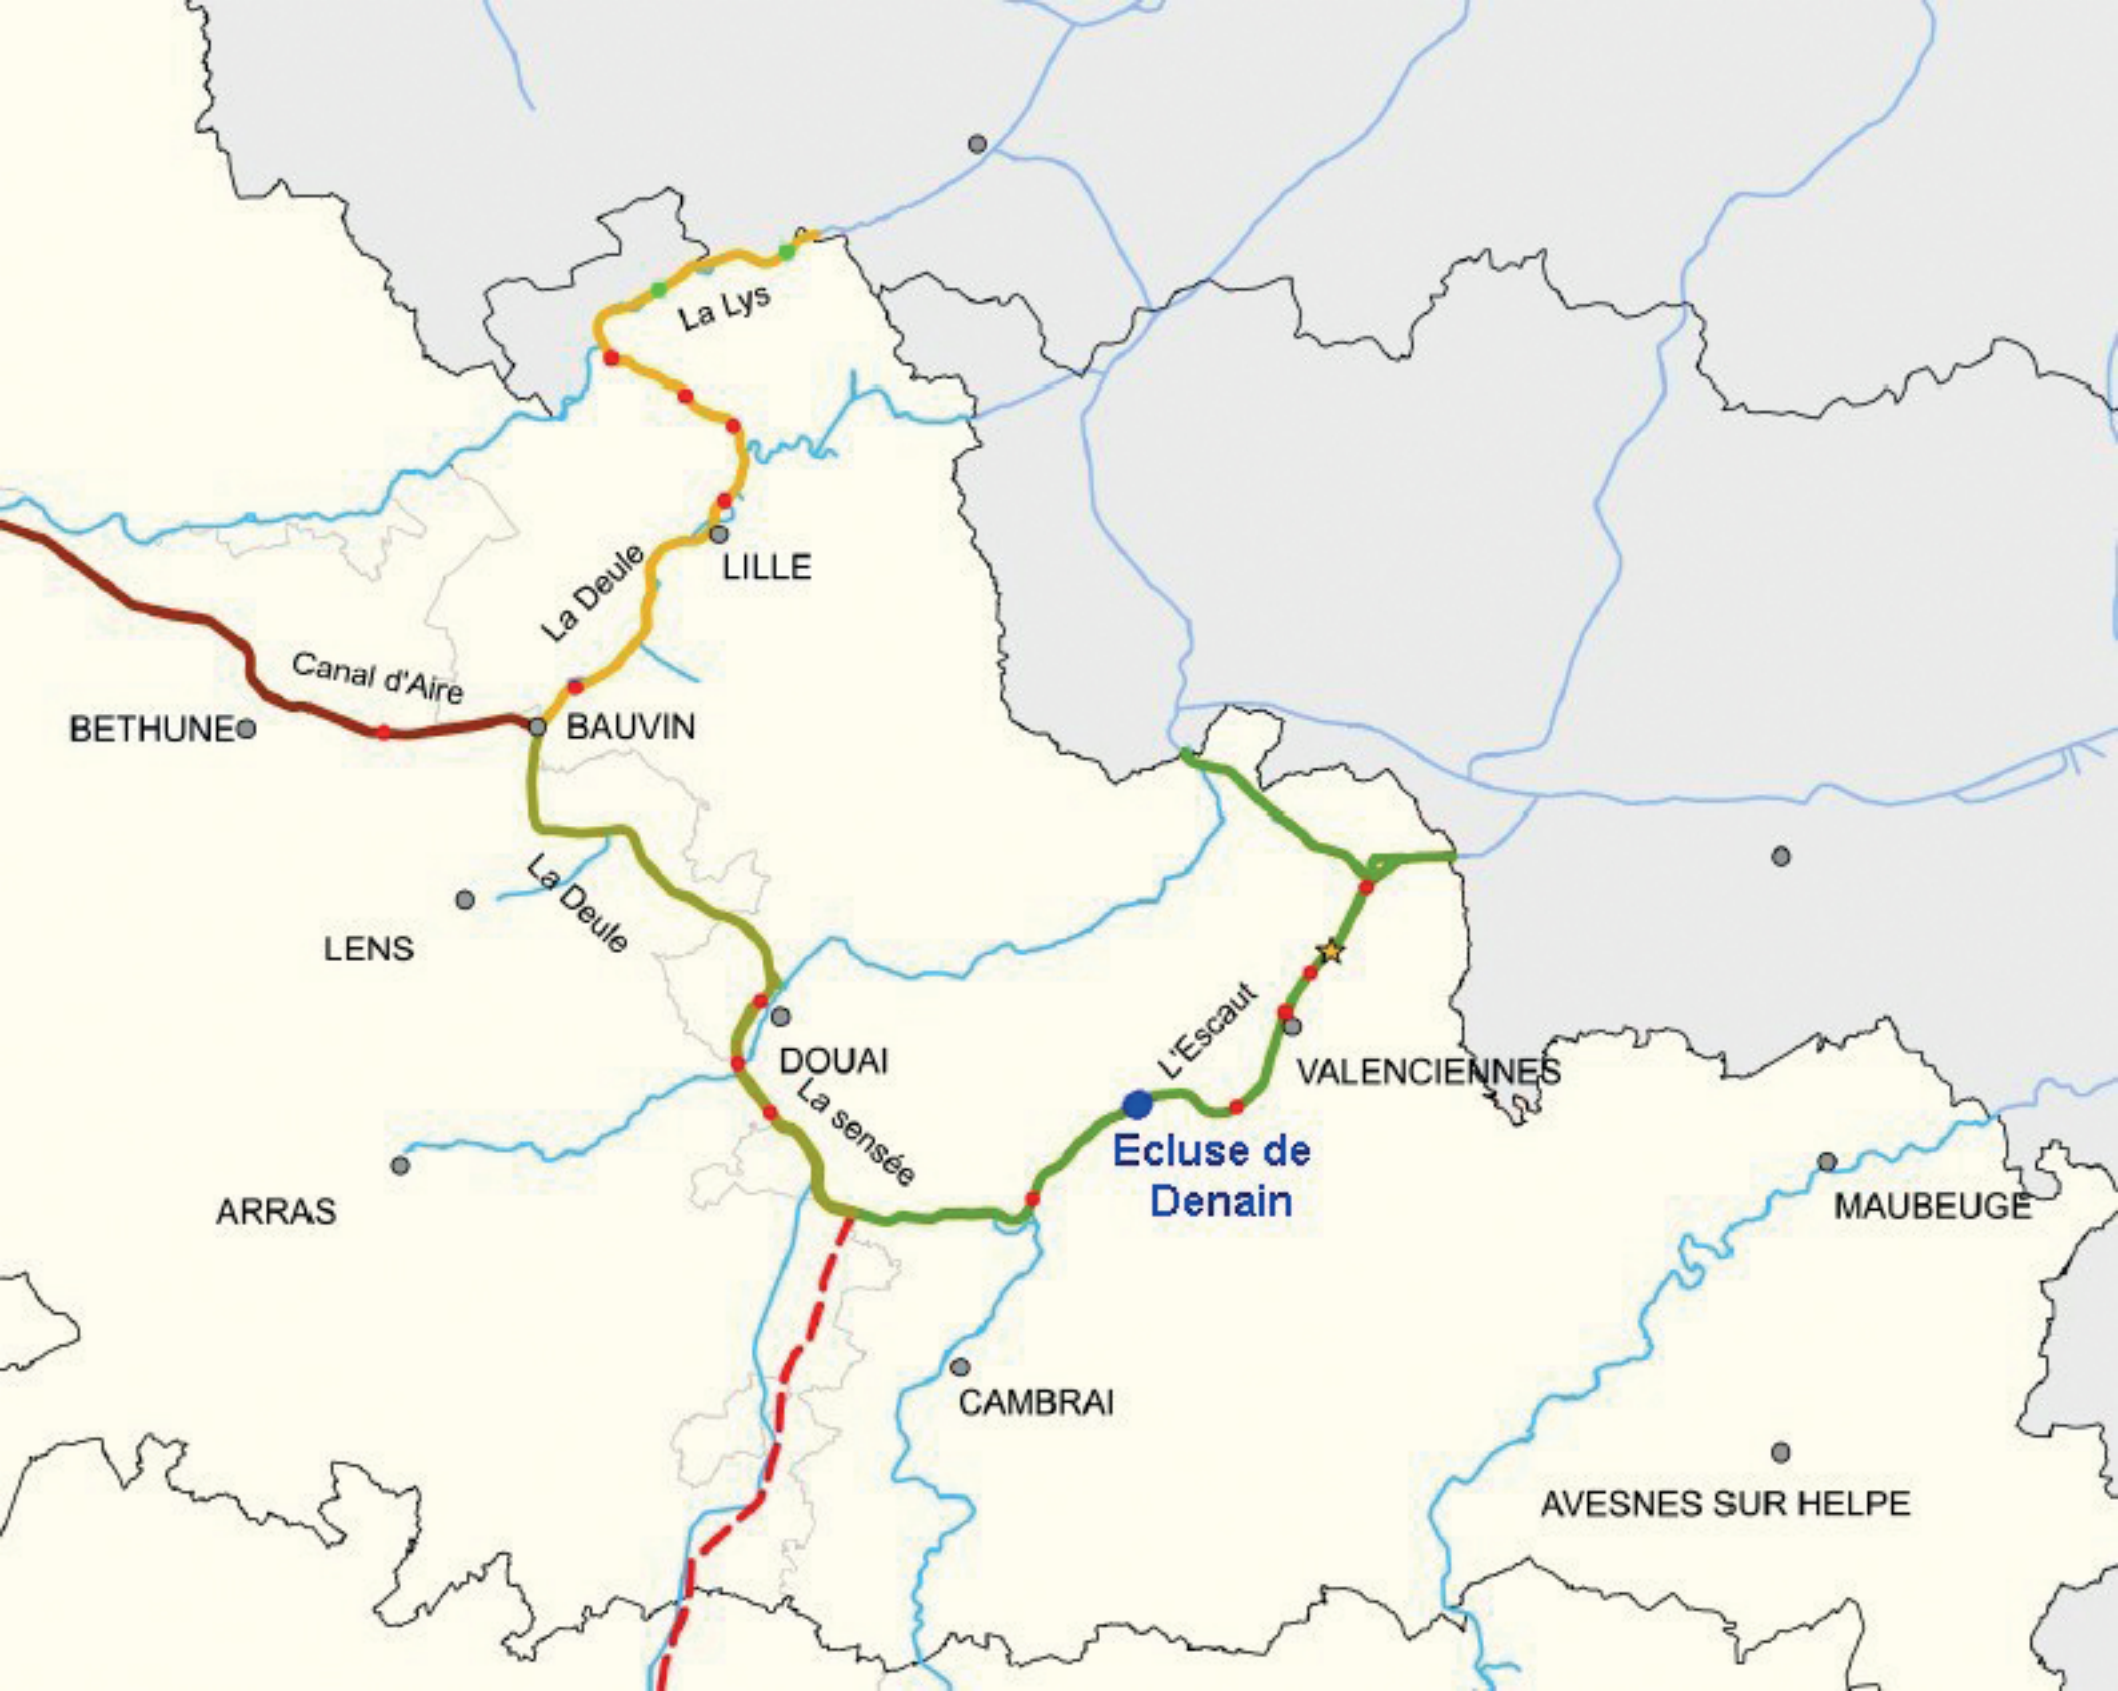 La Lys
LILLE
La Deule
Canal d'Aire
BETHUNE
BAUVIN
La Deule
LENS
L'Escaut
DOUAI
VALENCIENNES
La sensée
Ecluse de
Denain
ARRAS
MAUBEUGE
CAMBRAI
AVESNES SUR HELPE